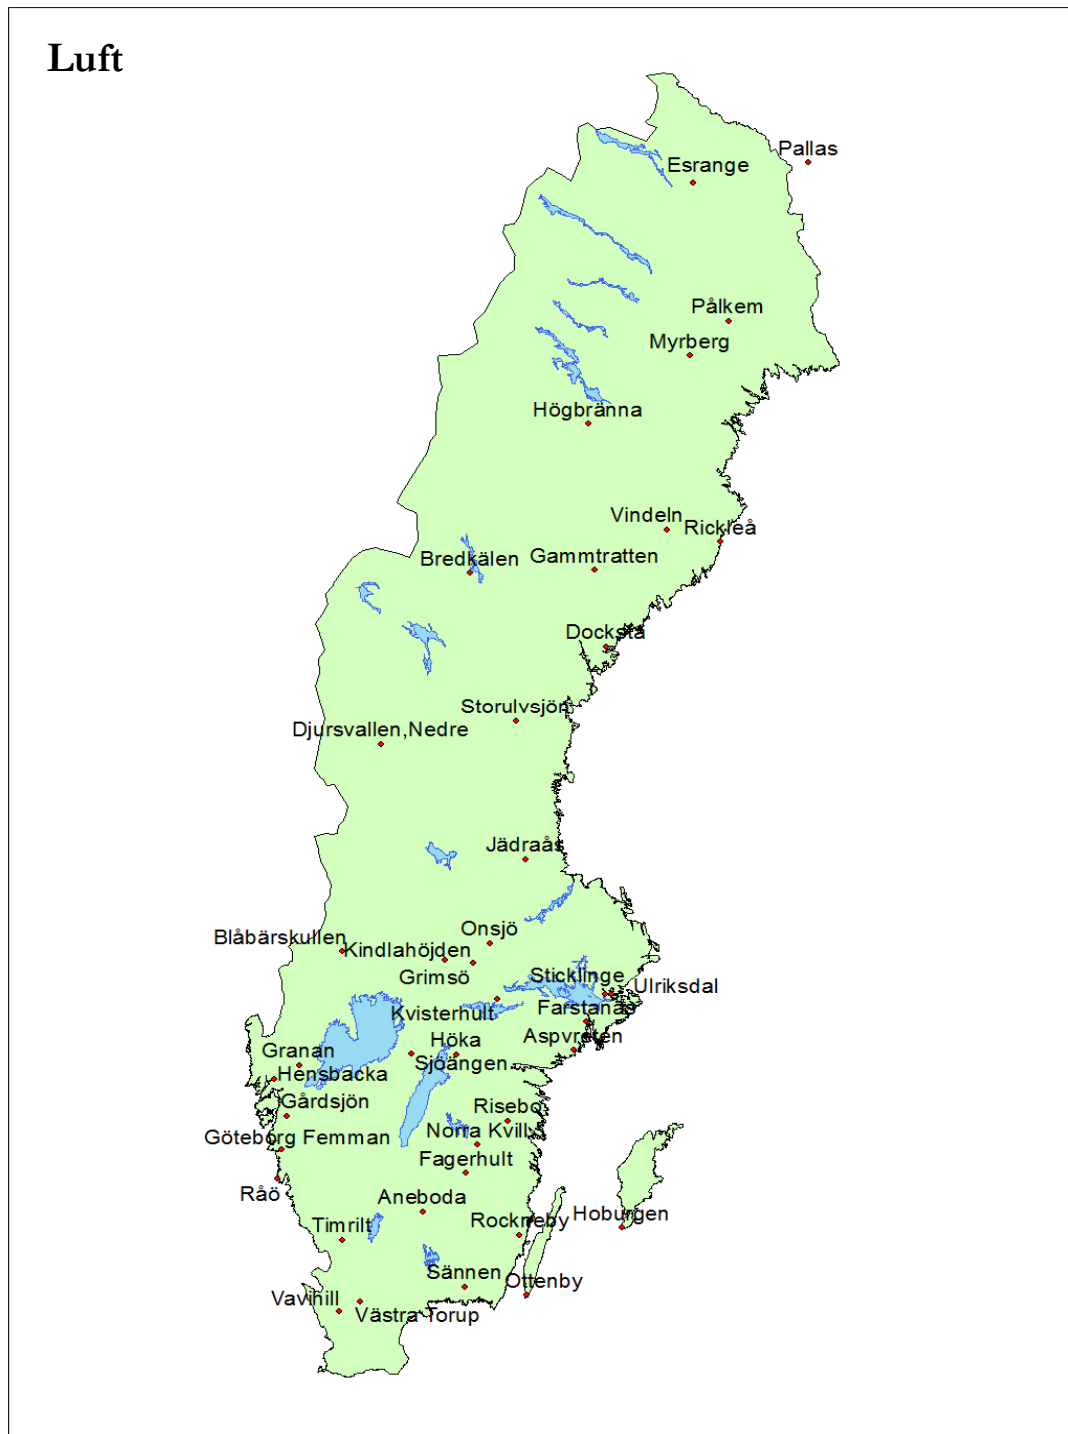 Luft
Pallas
Esrange
Pålkem
Myrberg
Högbränna
Vindeln
Rickleå
Bredkälen
Gammtratten
Docksta
Storulvsjön
Djursvallen,Nedre
Jädraås
Onsjö
Blåbärskullen
Kindlahöjden
Grimsö
Sticklinge
Ulriksdal
Kvisterhult
Farstanäs
Höka
Aspvreten
Granan
Sjöängen
Hensbacka
Gårdsjön
Risebo
Göteborg Femman
Norra Kvill
Fagerhult
Råö
Aneboda
Timrilt
Rockneby
Hoburgen
Sännen
Ottenby
Vavihill
Västra Torup